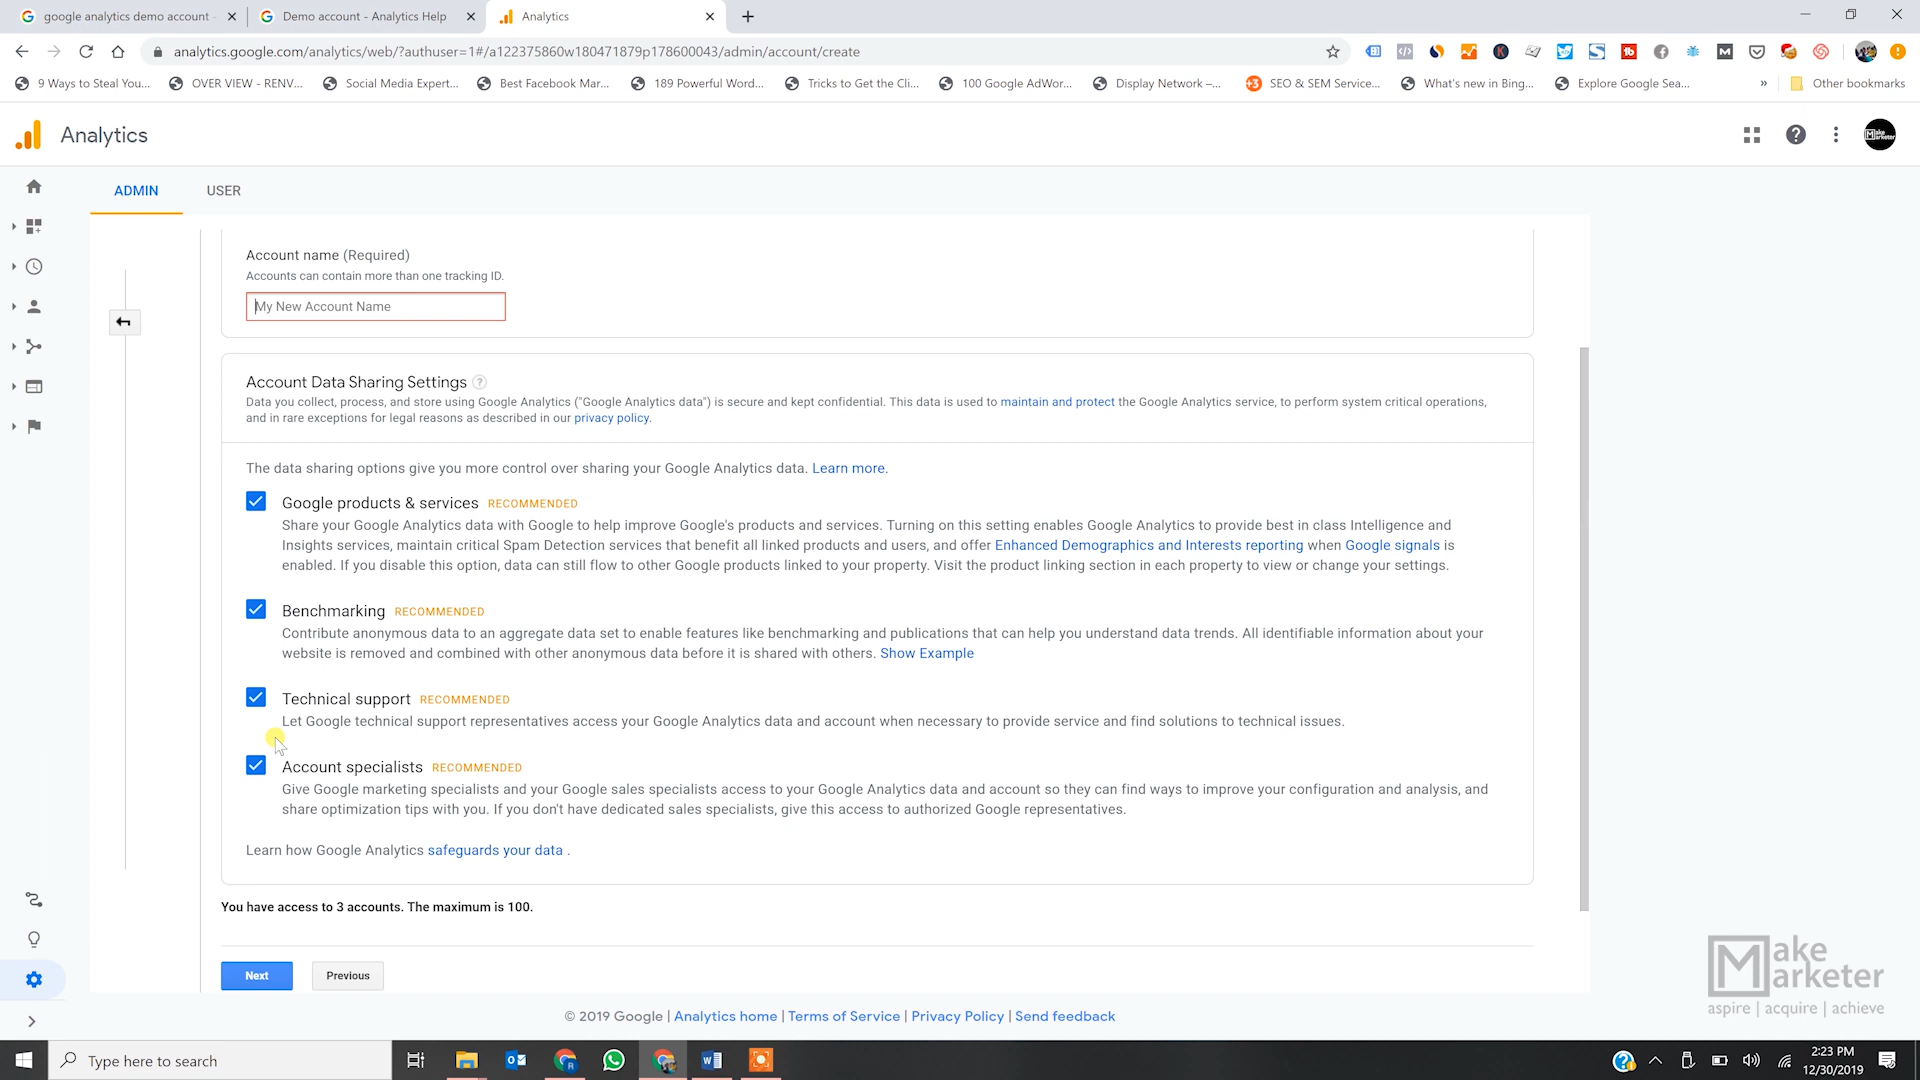 google analytics demo account -
Demo account - Analytics Help
Analytics
analytics.google.com/analytics/web/?authuser=1#/a122375860w180471879p178600043/admin/account/create
9 Ways to Steal You...
OVER VIEW - RENV...
Social Media Expert...
Best Facebook Mar...
189 Powerful Word...
Tricks to Get the Cli...
100 Google AdWor...
Display Network –...
SEO & SEM Service...
What's new in Bing...
Explore Google Sea...
Other bookmarks
Analytics
ADMIN
USER
Account name (Required)
Accounts can contain more than one tracking ID.
My New Account Name
Account Data Sharing Settings
Data you collect, process, and store using Google Analytics ("Google Analytics data") is secure and kept confidential. This data is used to maintain and protect the Google Analytics service, to perform system critical operations,
and in rare exceptions for legal reasons as described in our privacy policy.
The data sharing options give you more control over sharing your Google Analytics data. Learn more.
Google products & services RECOMMENDED
Share your Google Analytics data with Google to help improve Google's products and services. Turning on this setting enables Google Analytics to provide best in class Intelligence and
Insights services, maintain critical Spam Detection services that benefit all linked products and users, and offer Enhanced Demographics and Interests reporting when Google signals is
enabled. If you disable this option, data can still flow to other Google products linked to your property. Visit the product linking section in each property to view or change your settings.
Benchmarking RECOMMENDED
Contribute anonymous data to an aggregate data set to enable features like benchmarking and publications that can help you understand data trends. All identifiable information about your
website is removed and combined with other anonymous data before it is shared with others. Show Example
Technical support RECOMMENDED
Let Google technical support representatives access your Google Analytics data and account when necessary to provide service and find solutions to technical issues.
Account specialists RECOMMENDED
Give Google marketing specialists and your Google sales specialists access to your Google Analytics data and account so they can find ways to improve your configuration and analysis, and
share optimization tips with you. If you don't have dedicated sales specialists, give this access to authorized Google representatives.
Learn how Google Analytics safeguards your data .
You have access to 3 accounts. The maximum is 100.
Next
Previous
Make
Marketer
aspire | acquire | achieve
© 2019 Google | Analytics home | Terms of Service | Privacy Policy | Send feedback
Type here to search
2:23 PM
12/30/2019